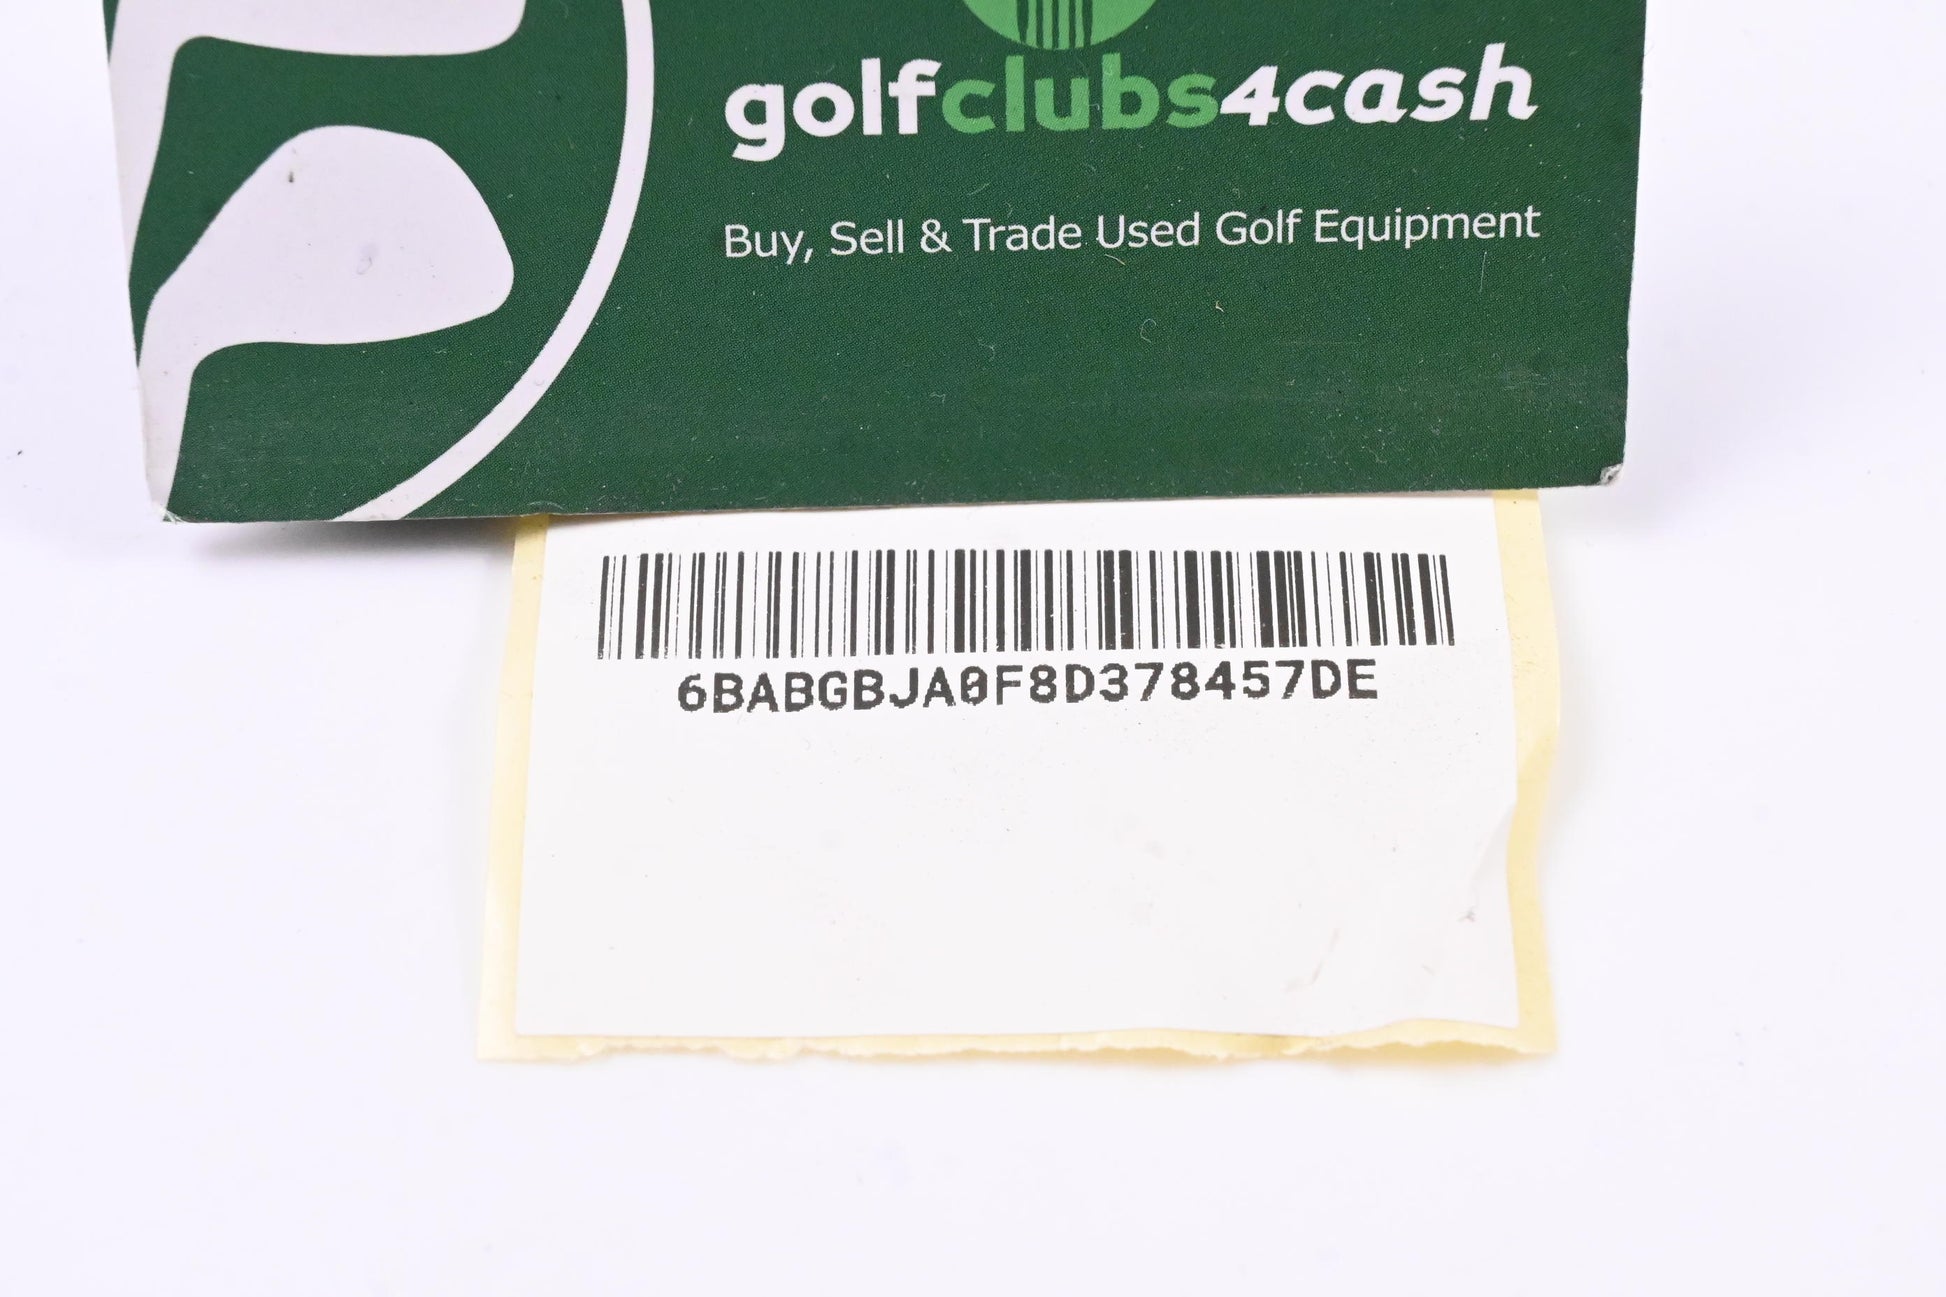 golfclubs4cash
Buy, Sell & Trade Used Golf Equipment
6BABGBJA0F8D378457DE